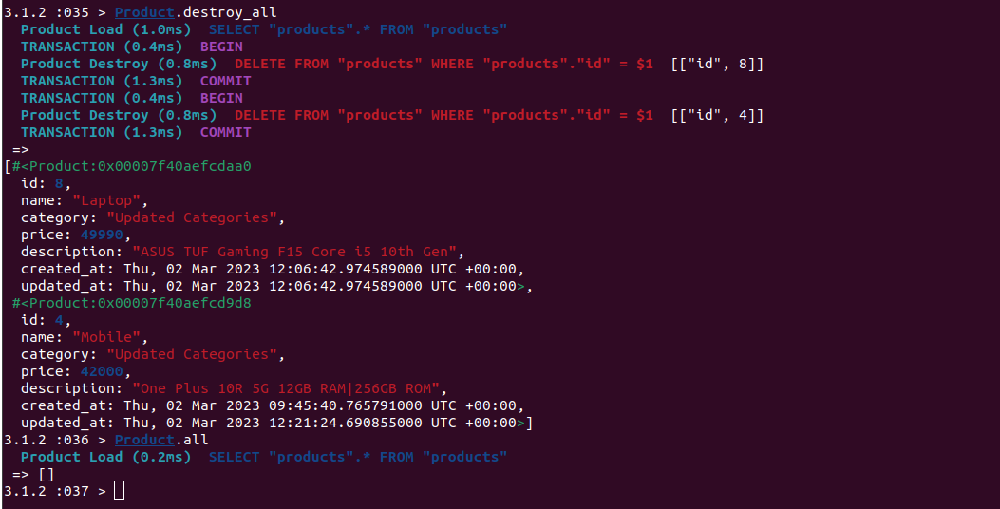 3.1.2 :035 > Product.destroy_all
  Product Load (1.0ms)  SELECT "products".* FROM "products"
  TRANSACTION (0.4ms)  BEGIN
  Product Destroy (0.8ms)  DELETE FROM "products" WHERE "products"."id" = $1  [["id", 8]]
  TRANSACTION (1.3ms)  COMMIT
  TRANSACTION (0.4ms)  BEGIN
  Product Destroy (0.8ms)  DELETE FROM "products" WHERE "products"."id" = $1  [["id", 4]]
  TRANSACTION (1.3ms)  COMMIT
 =>
[#<Product:0x00007f40aefcdaa0
  id: 8,
  name: "Laptop",
  category: "Updated Categories",
  price: 49990,
  description: "ASUS TUF Gaming F15 Core i5 10th Gen",
  created_at: Thu, 02 Mar 2023 12:06:42.974589000 UTC +00:00,
  updated_at: Thu, 02 Mar 2023 12:06:42.974589000 UTC +00:00>,
 #<Product:0x00007f40aefcd9d8
  id: 4,
  name: "Mobile",
  category: "Updated Categories",
  price: 42000,
  description: "One Plus 10R 5G 12GB RAM|256GB ROM",
  created_at: Thu, 02 Mar 2023 09:45:40.765791000 UTC +00:00,
  updated_at: Thu, 02 Mar 2023 12:21:24.690855000 UTC +00:00>]
3.1.2 :036 > Product.all
  Product Load (0.2ms)  SELECT "products".* FROM "products"
 => []
3.1.2 :037 >